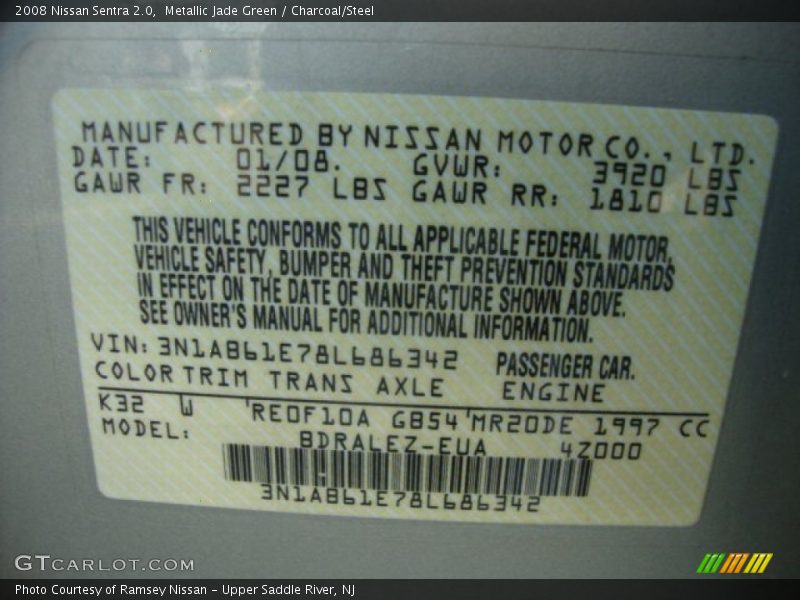 2008 Nissan Sentra 2.0,  Metallic Jade Green / Charcoal/Steel
MANUFACTURED BY NISSAN MOTOR CO., LTD.
DATE: 01/08. GVWR: 3920 LBS
GAWR FR: 2227 LBS GAWR RR: 1810 LBS
THIS VEHICLE CONFORMS TO ALL APPLICABLE FEDERAL MOTOR,
VEHICLE SAFETY, BUMPER AND THEFT PREVENTION STANDARDS
IN EFFECT ON THE DATE OF MANUFACTURE SHOWN ABOVE.
SEE OWNER'S MANUAL FOR ADDITIONAL INFORMATION.
VIN: 3N1AB61E78L686342 PASSENGER CAR.
COLOR TRIM TRANS AXLE ENGINE
K32 W 'RE0F10A GB54'MR20DE 1997 CC
MODEL: BDRALEZ-EUA 4Z000
3N1AB61E78L686342
GTCARLOT.COM
Photo Courtesy of Ramsey Nissan – Upper Saddle River, NJ